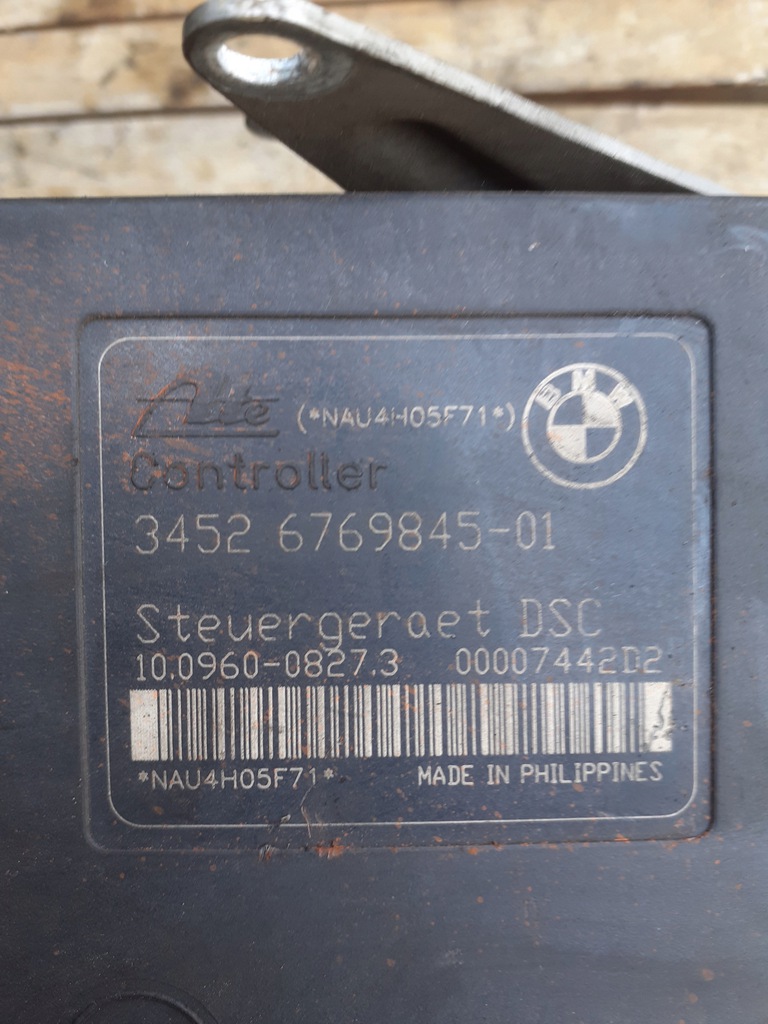 Ate (*NAU4H05F71*) BMW
Controller
3452 6769845-01
Steuergeraet DSC
10.0960-0827.3 00007442D2
*NAU4H05F71* MADE IN PHILIPPINES